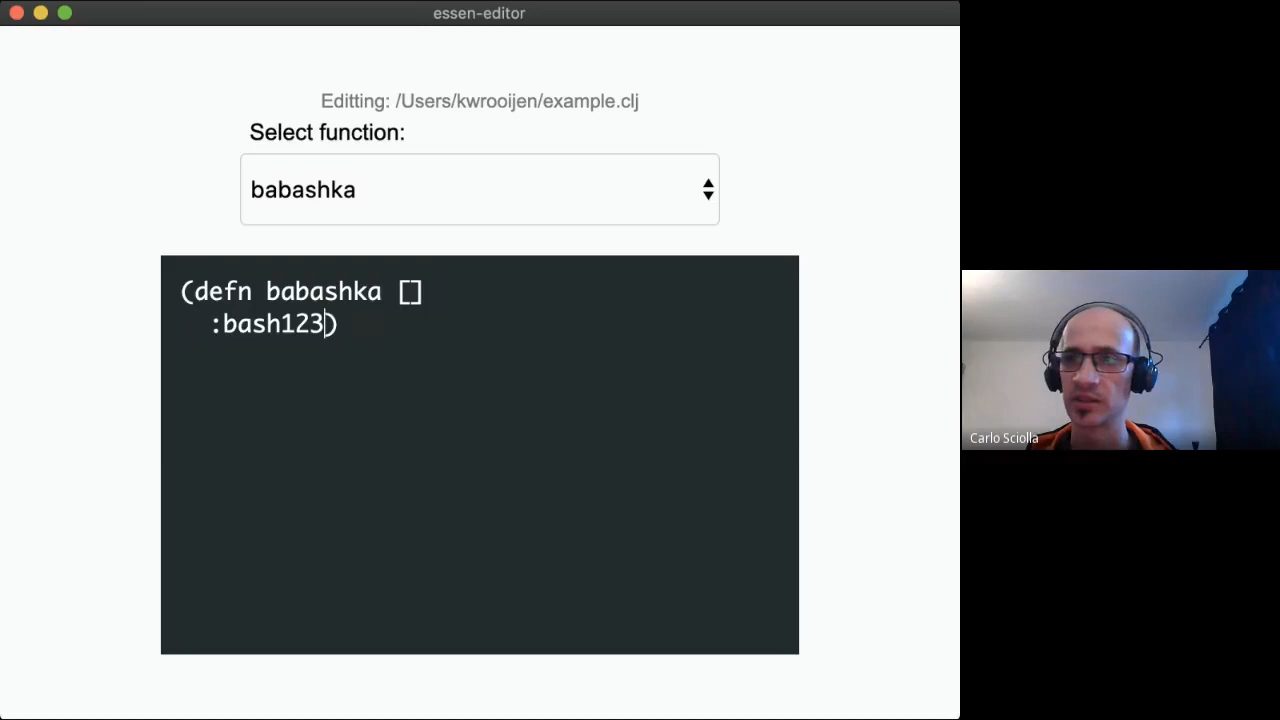 essen-editor
Editting: /Users/kwrooijen/example.clj
Select function:
babashka
(defn babashka []
:bash123)
Carlo Sciolla